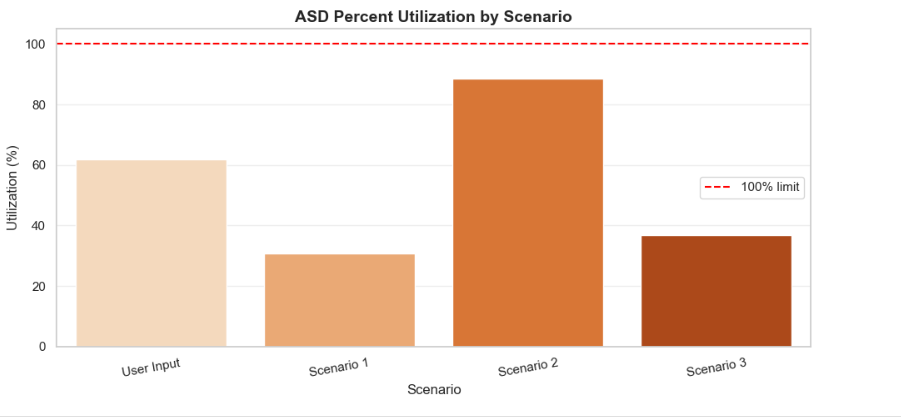 ASD Percent Utilization by Scenario
100
80
60
40
20
0
Utilization (%)
100% limit
User Input
Scenario 1
Scenario 2
Scenario 3
Scenario